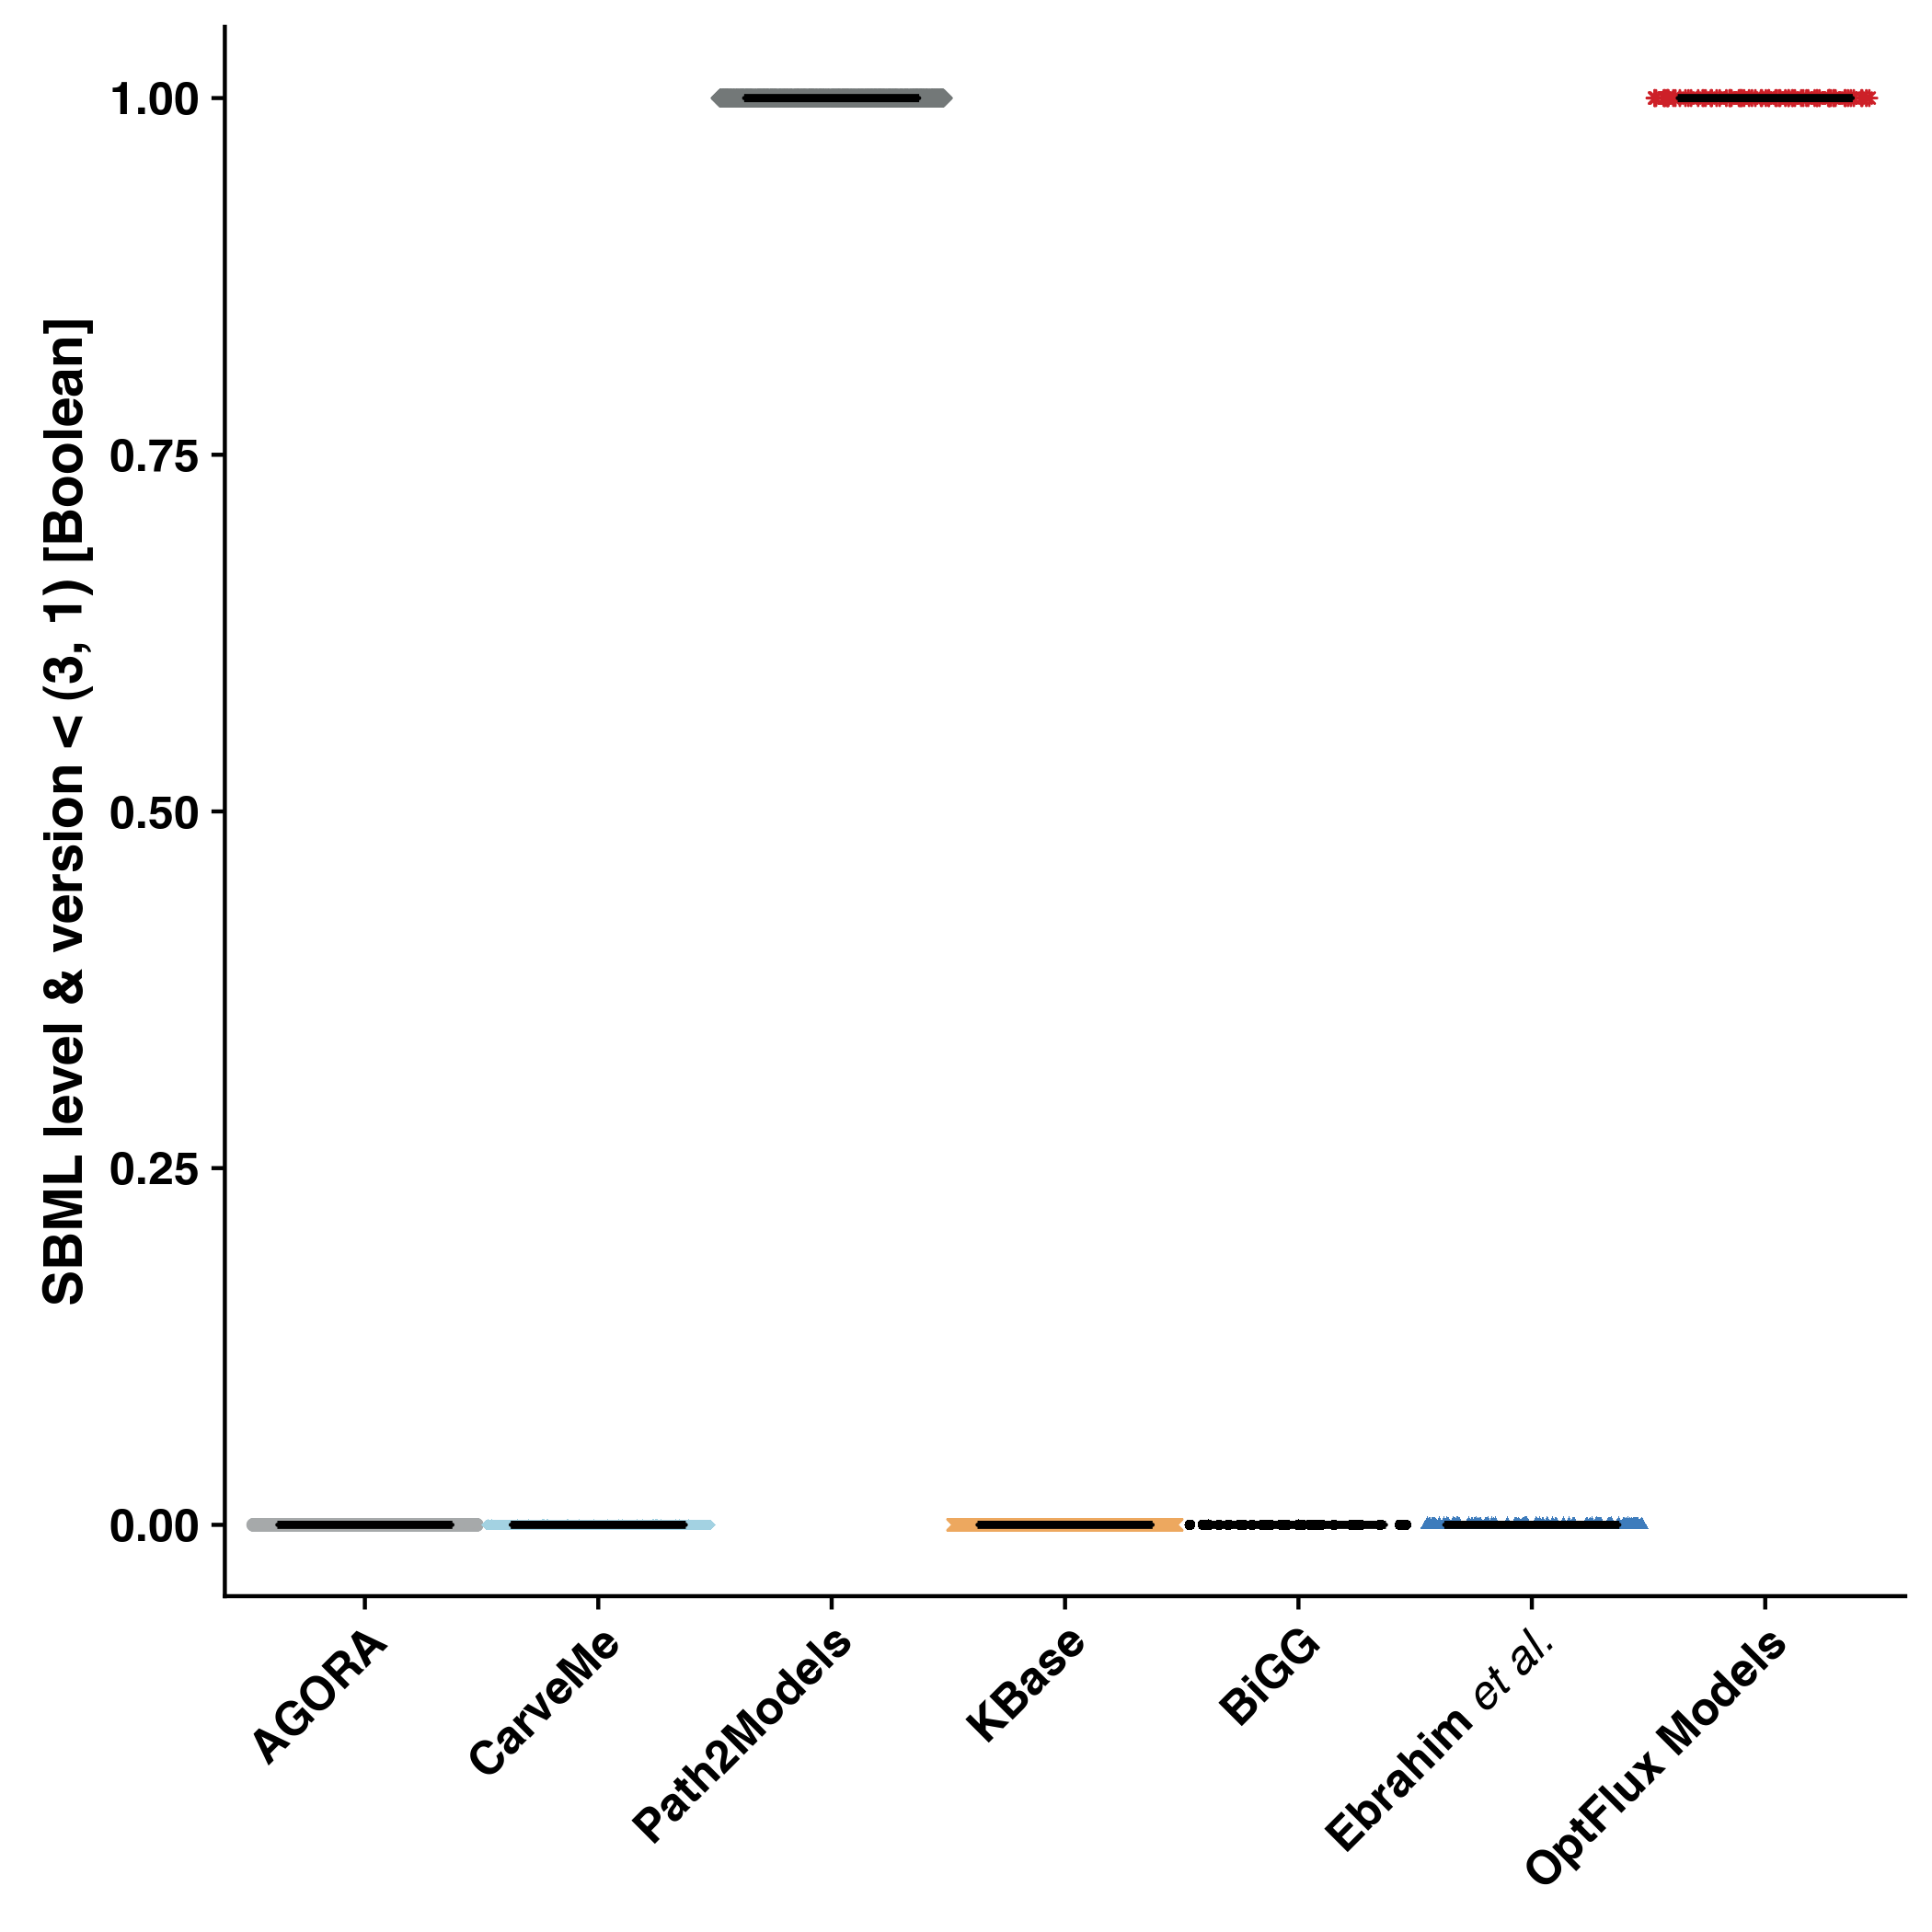 SBML level & version < (3, 1) [Boolean]
1.00
0.75
0.50
0.25
0.00
AGORA
CarveMe
Path2Models
KBase
BiGG
Ebrahim et al.
OptFlux Models